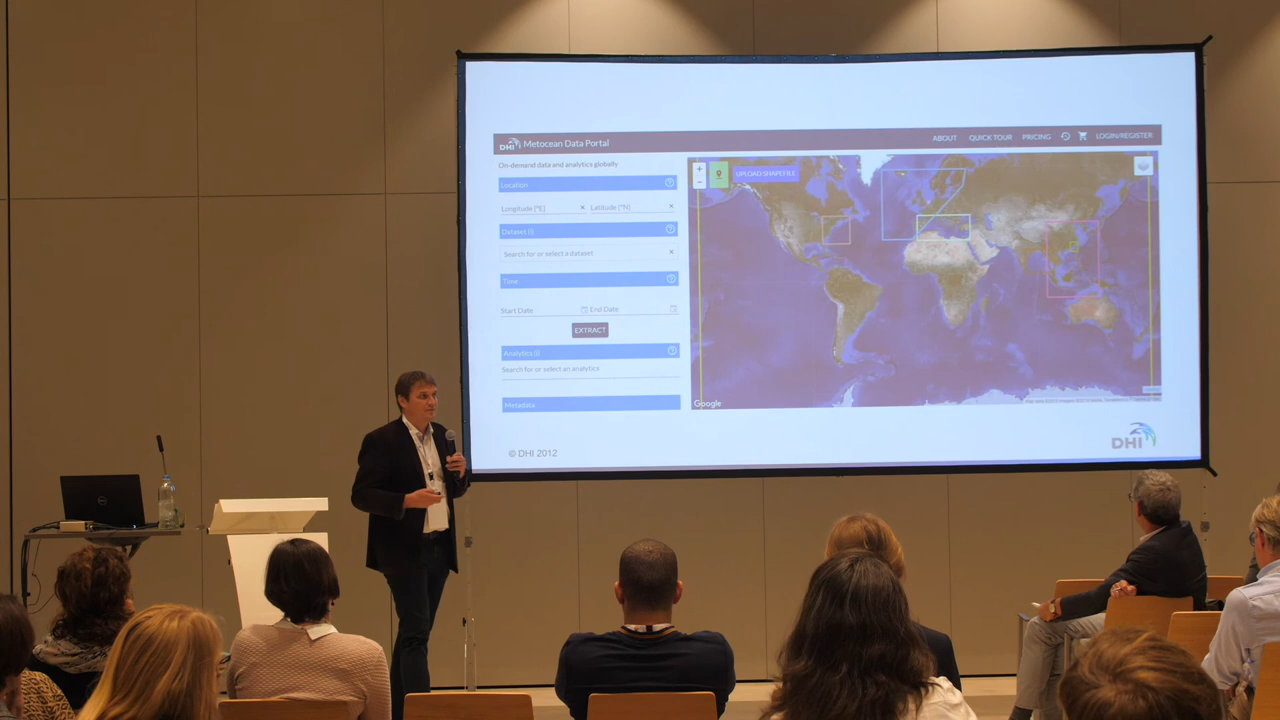 DHI Metocean Data Portal
ABOUT QUICK TOUR PRICING LOGIN/REGISTER
On-demand data and analytics globally
Location
Longitude [°E] × Latitude [°N] ×
Dataset (i)
Search for or select a dataset ×
Time
Start Date End Date
EXTRACT
Analytics (i)
Search for or select an analytics
Metadata
+
−
UPLOAD SHAPEFILE
Google
© DHI 2012
DHI